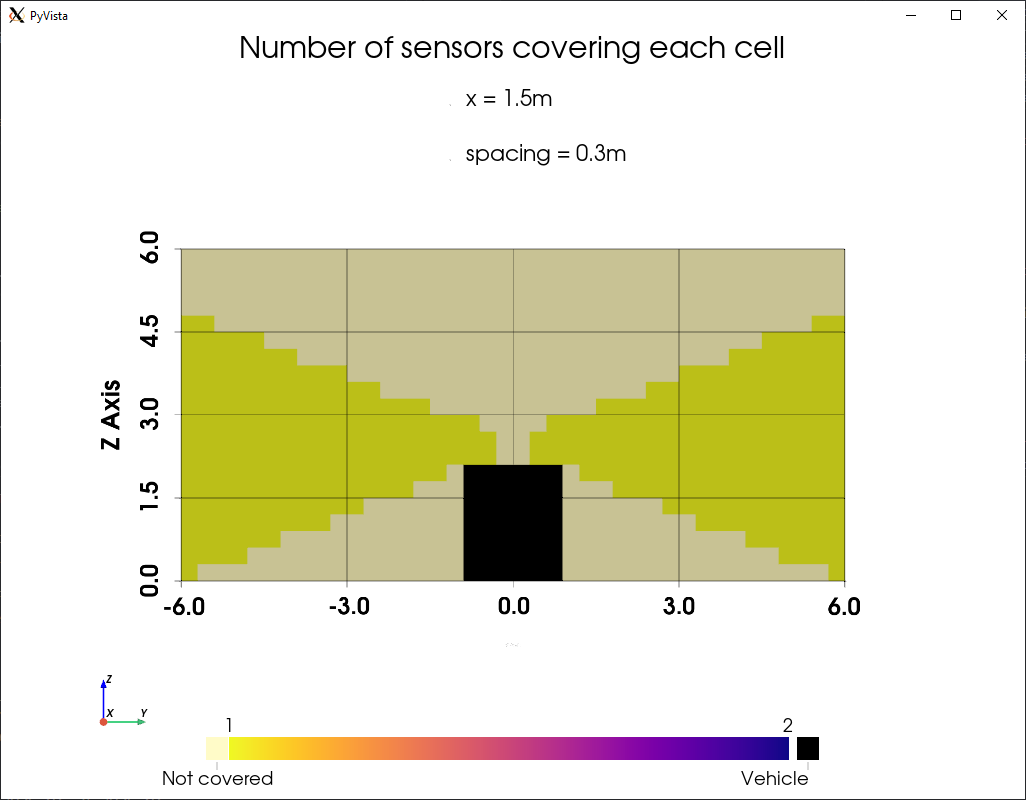 PyVista
Number of sensors covering each cell
x = 1.5m
spacing = 0.3m
6.0
4.5
3.0
1.5
0.0
Z Axis
-6.0 -3.0 0.0 3.0 6.0
Z
X Y
1 2
Not covered Vehicle